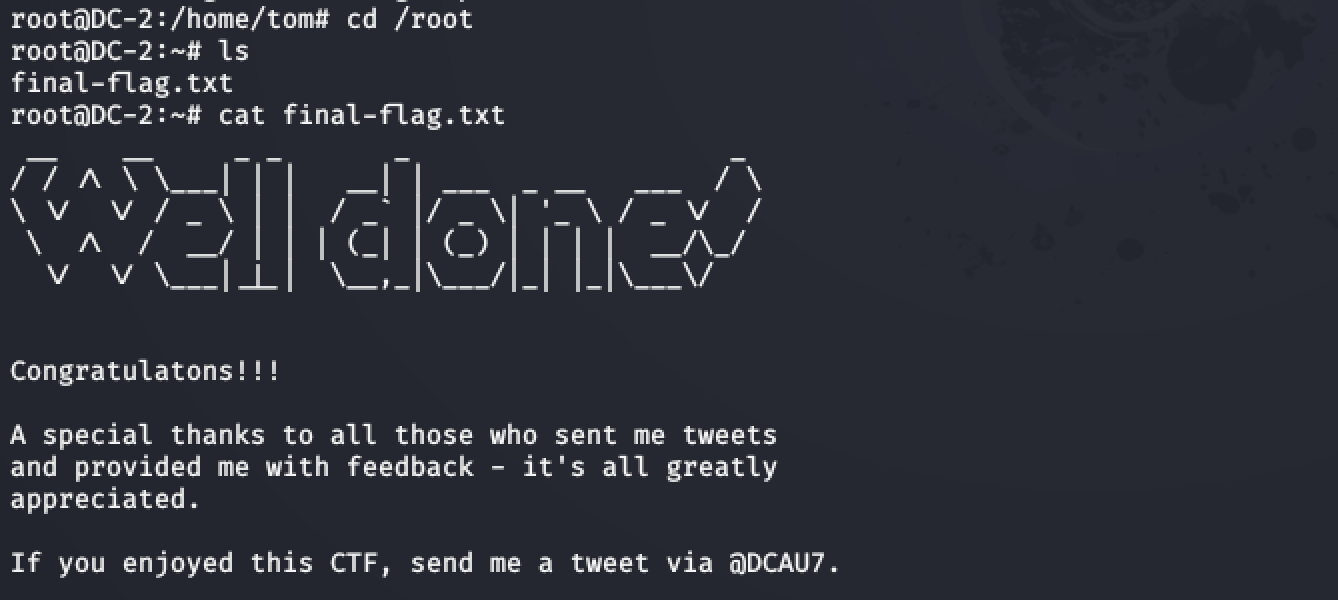 root@DC-2:/home/tom# cd /root
root@DC-2:~# ls
final-flag.txt
root@DC-2:~# cat final-flag.txt
Well done!
Congratulatons!!!
A special thanks to all those who sent me tweets
and provided me with feedback - it's all greatly
appreciated.
If you enjoyed this CTF, send me a tweet via @DCAU7.